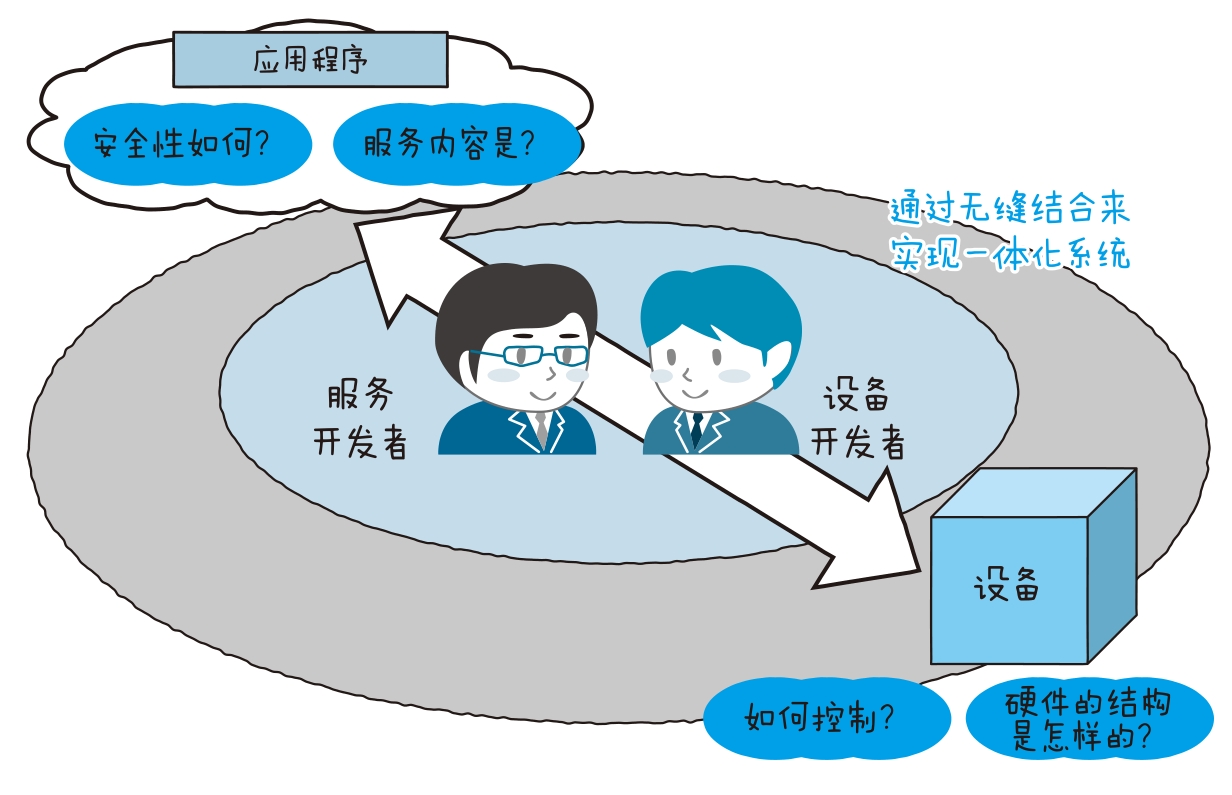 应用程序
安全性如何？
服务内容是？
通过无缝结合来
实现一体化系统
服务
开发者
设备
开发者
设备
如何控制？
硬件的结构
是怎样的？